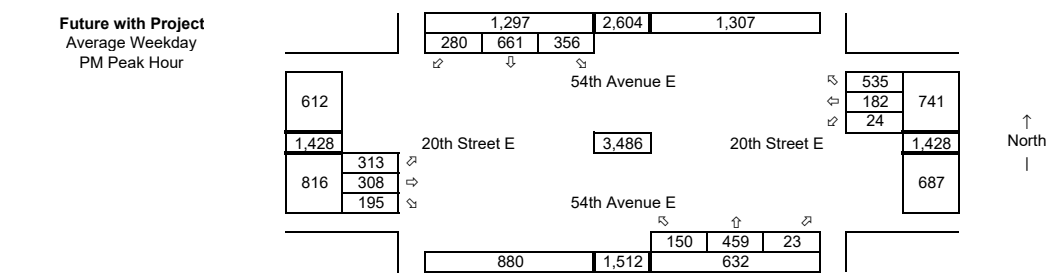 Future with Project
Average Weekday
PM Peak Hour
1,297 2,604 1,307
280 661 356
⬃ ⇩ ⬂
54th Avenue E
⬁ 535
612 ⇦ 182 741
⬃ 24
1,428 20th Street E 3,486 20th Street E 1,428
313 ⬀
816 308 ⇨ 687
195 ⬂
54th Avenue E
⬁ ⇧ ⬀
150 459 23
880 1,512 632
↑
North
|